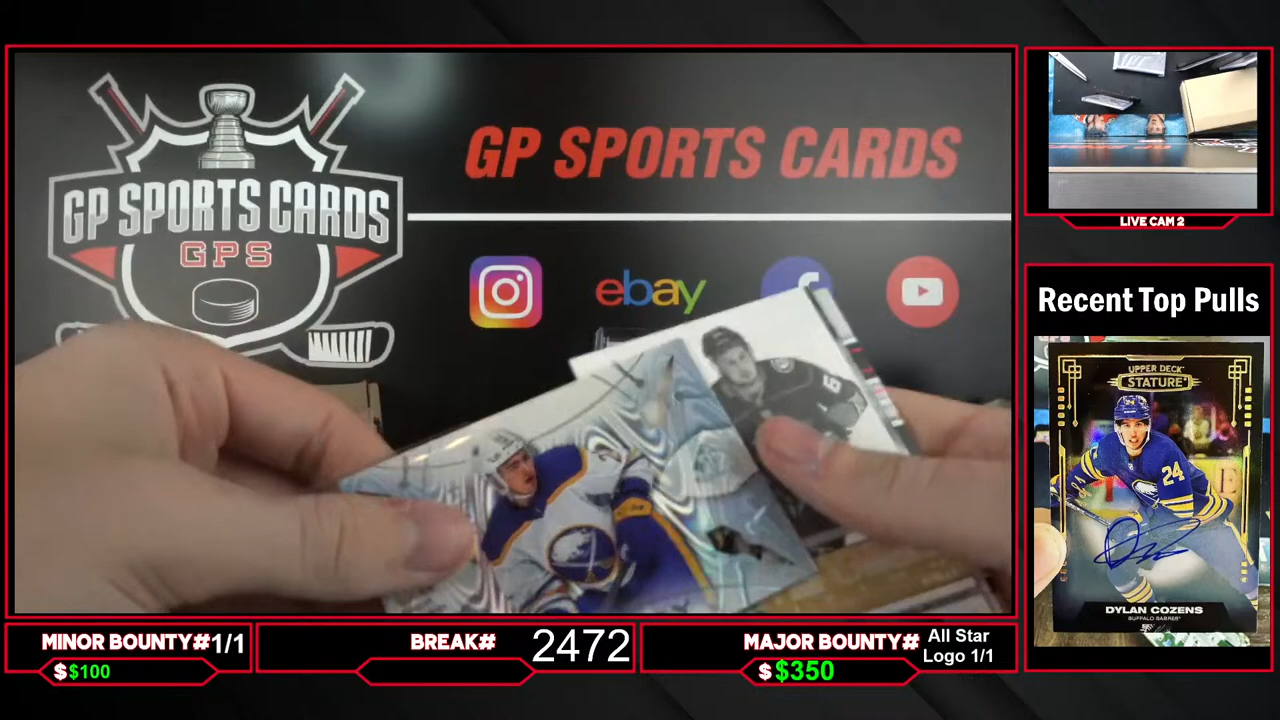 GP SPORTS CARDS
GPS
GP SPORTS CARDS
ebay
f
LIVE CAM 2
Recent Top Pulls
UPPER DECK
STATURE
24
DYLAN COZENS
BUFFALO SABRES
MINOR BOUNTY# 1/1
$ $100
BREAK# 2472
MAJOR BOUNTY# All Star
Logo 1/1
$ $350